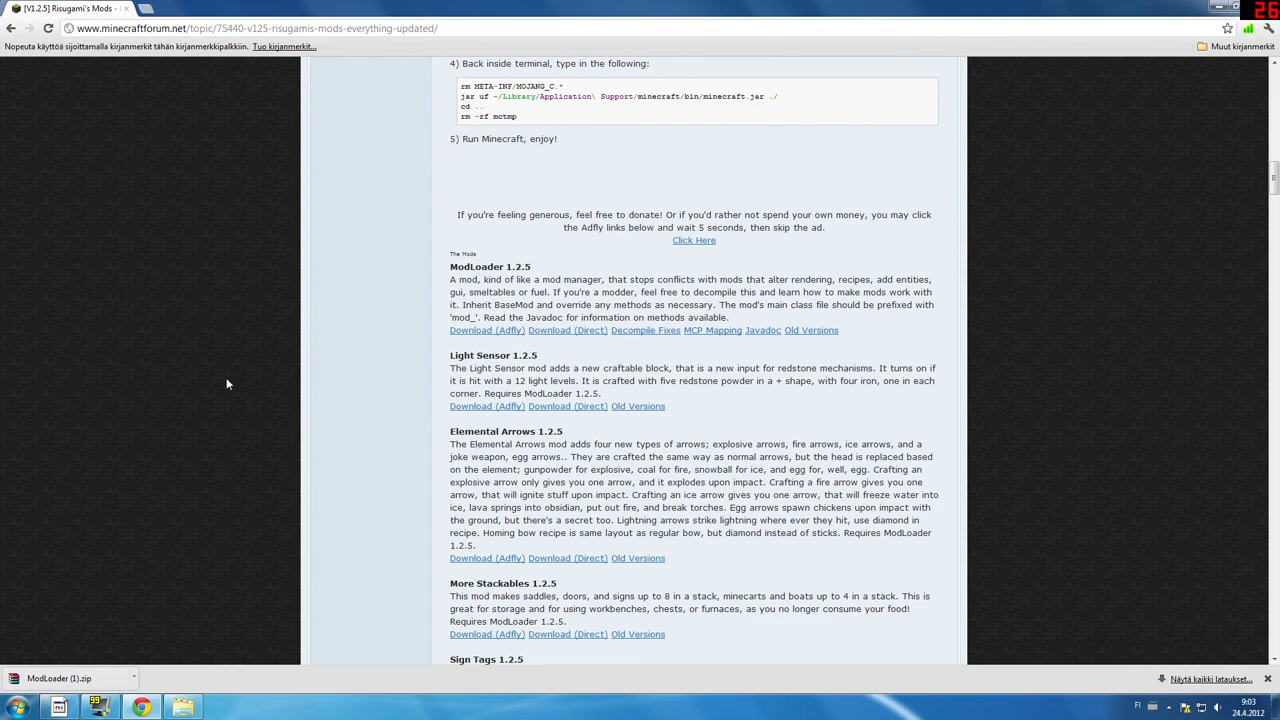 [V1.2.5] Risugami's Mods -
26
www.minecraftforum.net/topic/75440-v125-risugamis-mods-everything-updated/
Nopeuta käyttöä sijoittamalla kirjanmerkit tähän kirjanmerkkipalkkiin. Tuo kirjanmerkit...
Muut kirjanmerkit
4) Back inside terminal, type in the following:
rm META-INF/MOJANG_C.*
jar uf ~/Library/Application\ Support/minecraft/bin/minecraft.jar ./
cd ..
rm -rf mctmp
5) Run Minecraft, enjoy!
If you're feeling generous, feel free to donate! Or if you'd rather not spend your own money, you may click
the Adfly links below and wait 5 seconds, then skip the ad.
Click Here
The Mods
ModLoader 1.2.5
A mod, kind of like a mod manager, that stops conflicts with mods that alter rendering, recipes, add entities,
gui, smeltables or fuel. If you're a modder, feel free to decompile this and learn how to make mods work with
it. Inherit BaseMod and override any methods as necessary. The mod's main class file should be prefixed with
'mod_'. Read the Javadoc for information on methods available.
Download (Adfly) Download (Direct) Decompile Fixes MCP Mapping Javadoc Old Versions
Light Sensor 1.2.5
The Light Sensor mod adds a new craftable block, that is a new input for redstone mechanisms. It turns on if
it is hit with a 12 light levels. It is crafted with five redstone powder in a + shape, with four iron, one in each
corner. Requires ModLoader 1.2.5.
Download (Adfly) Download (Direct) Old Versions
Elemental Arrows 1.2.5
The Elemental Arrows mod adds four new types of arrows; explosive arrows, fire arrows, ice arrows, and a
joke weapon, egg arrows.. They are crafted the same way as normal arrows, but the head is replaced based
on the element; gunpowder for explosive, coal for fire, snowball for ice, and egg for, well, egg. Crafting an
explosive arrow only gives you one arrow, and it explodes upon impact. Crafting a fire arrow gives you one
arrow, that will ignite stuff upon impact. Crafting an ice arrow gives you one arrow, that will freeze water into
ice, lava springs into obsidian, put out fire, and break torches. Egg arrows spawn chickens upon impact with
the ground, but there's a secret too. Lightning arrows strike lightning where ever they hit, use diamond in
recipe. Homing bow recipe is same layout as regular bow, but diamond instead of sticks. Requires ModLoader
1.2.5.
Download (Adfly) Download (Direct) Old Versions
More Stackables 1.2.5
This mod makes saddles, doors, and signs up to 8 in a stack, minecarts and boats up to 4 in a stack. This is
great for storage and for using workbenches, chests, or furnaces, as you no longer consume your food!
Requires ModLoader 1.2.5.
Download (Adfly) Download (Direct) Old Versions
Sign Tags 1.2.5
ModLoader (1).zip
Näytä kaikki lataukset...
99
FI
9:03
24.4.2012